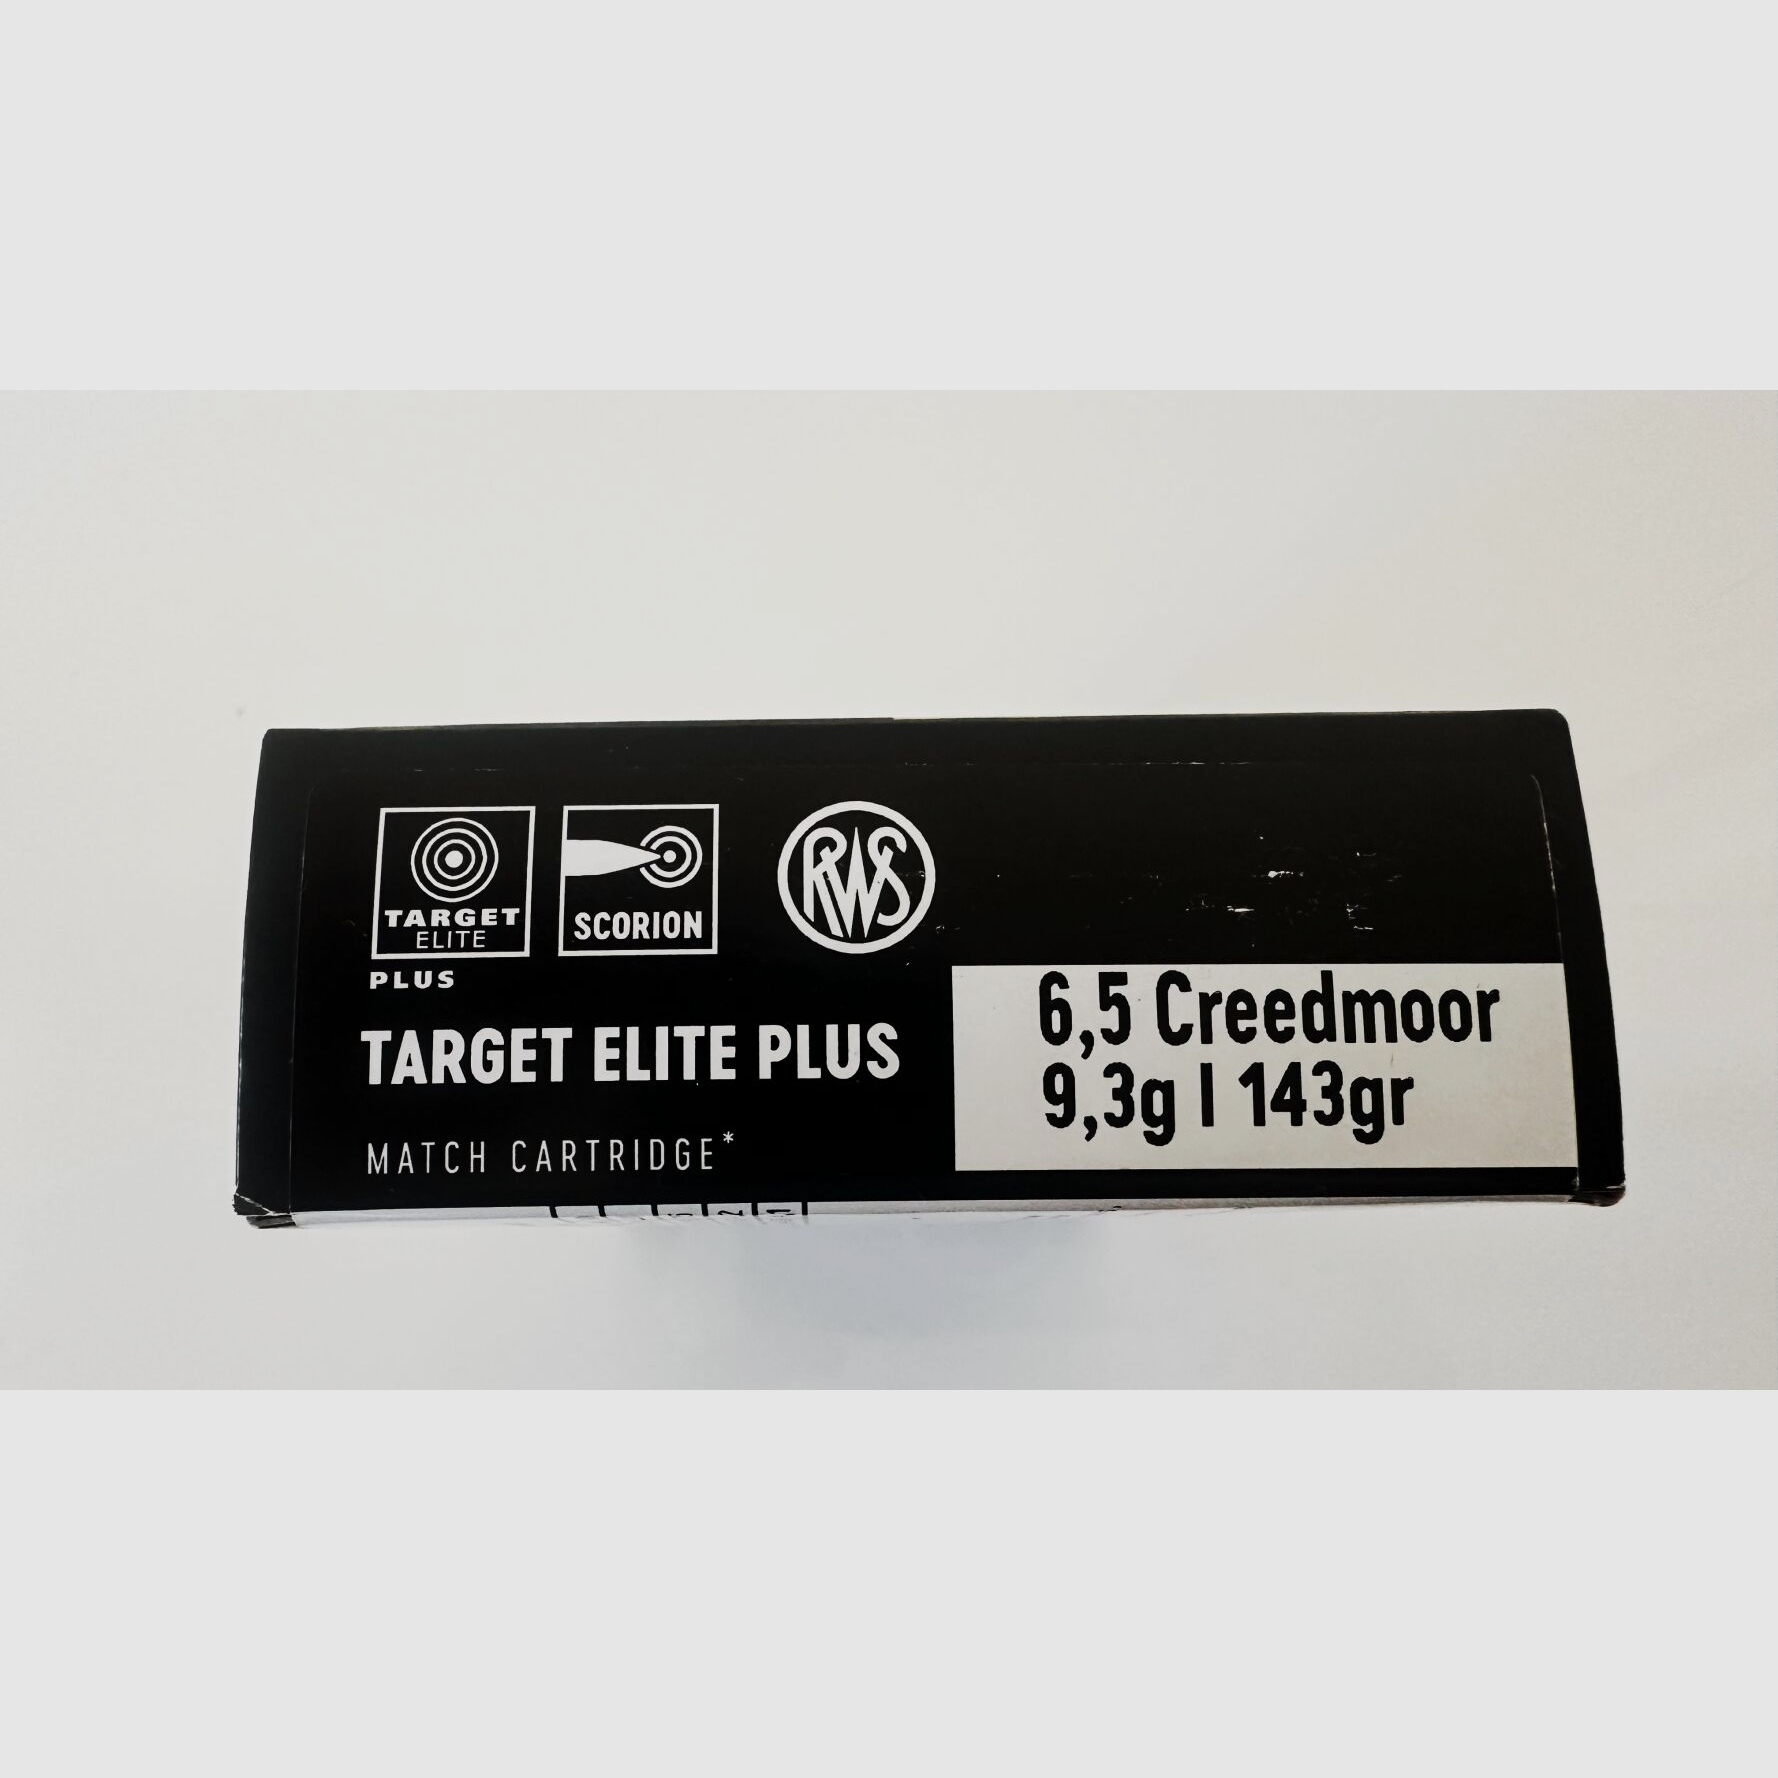 TARGET
ELITE
PLUS
SCORION
RWS
TARGET ELITE PLUS
MATCH CARTRIDGE*
6,5 Creedmoor
9,3g | 143gr